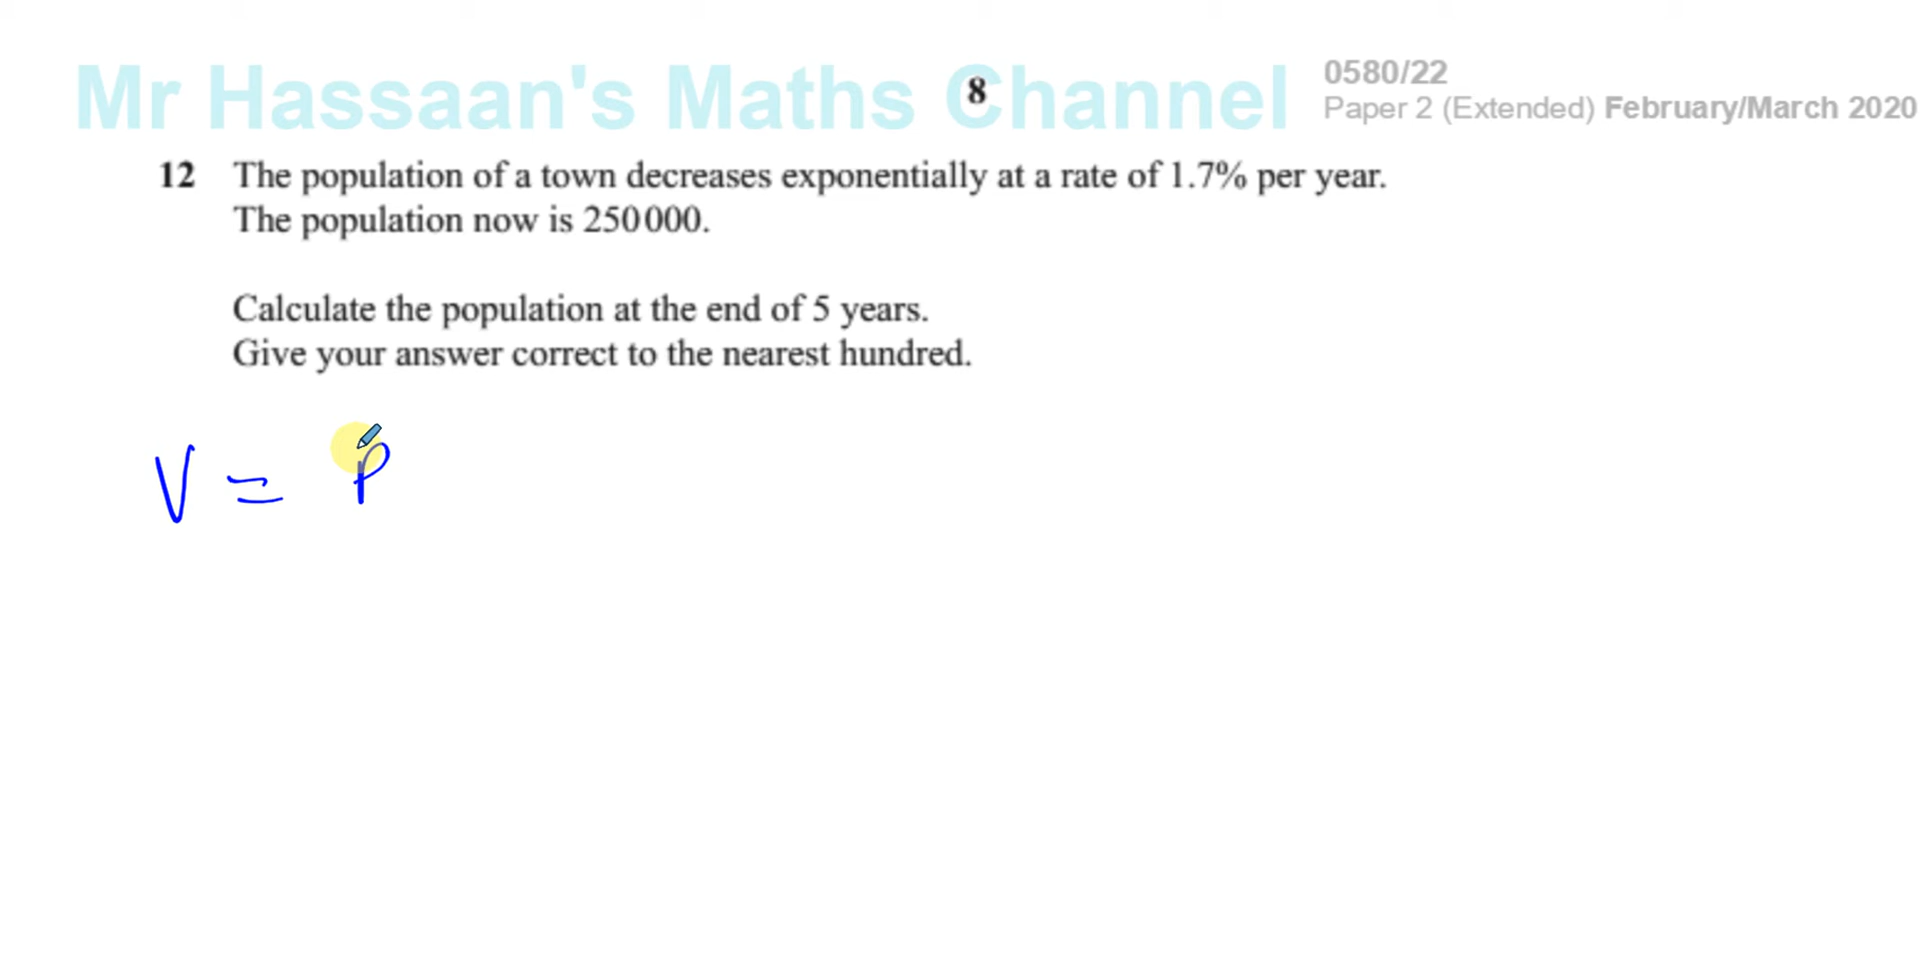 Mr Hassaan's Maths Channel
8
0580/22
Paper 2 (Extended) February/March 2020
12 The population of a town decreases exponentially at a rate of 1.7% per year.
The population now is 250 000.
Calculate the population at the end of 5 years.
Give your answer correct to the nearest hundred.
V = P